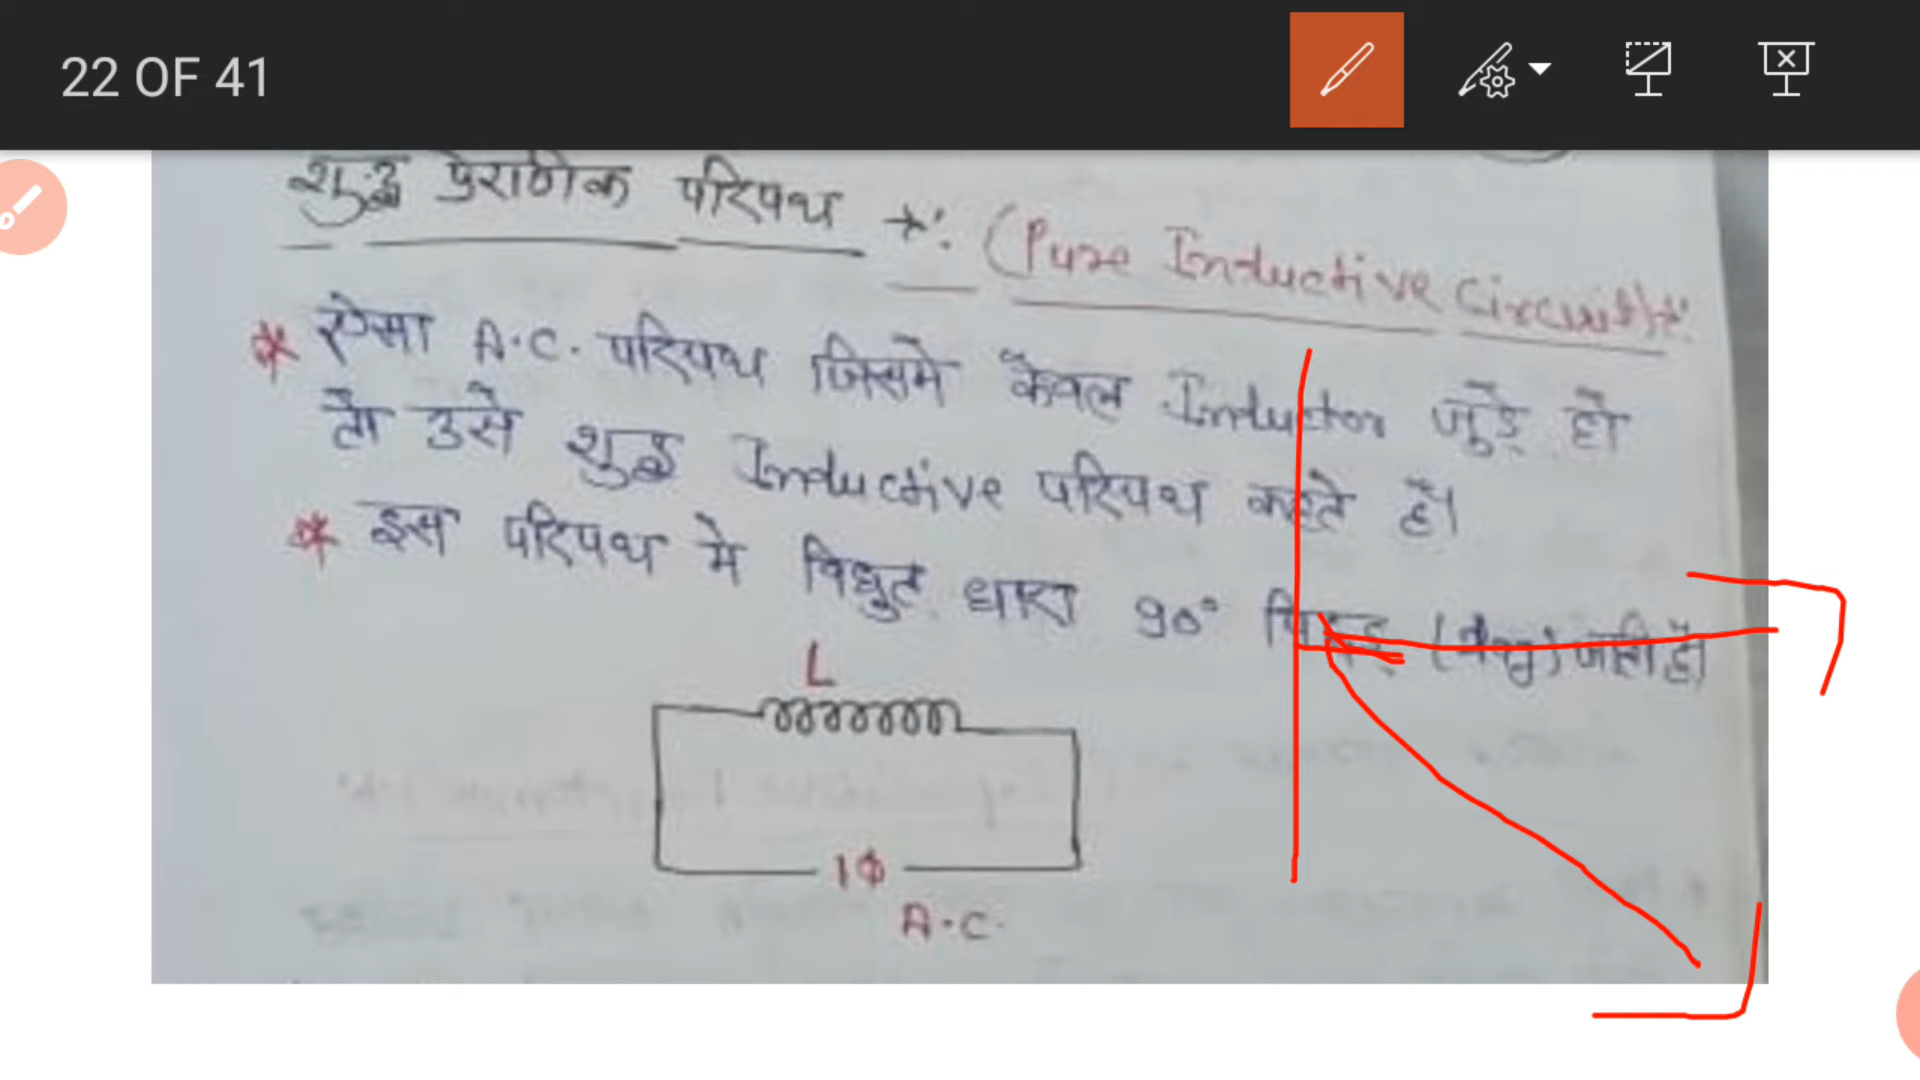 22 OF 41
शुद्ध प्रेरणिक परिपथ →: (Pure Inductive Circuit):
* ऐसा A.C. परिपथ जिसमे केवल Inductor जुड़े हो
तो उसे शुद्ध Inductive परिपथ कहते हैं।
* इस परिपथ मे विधुत धारा 90° पिछड़ (लैग) जाती है।
L
1Φ
A.C.